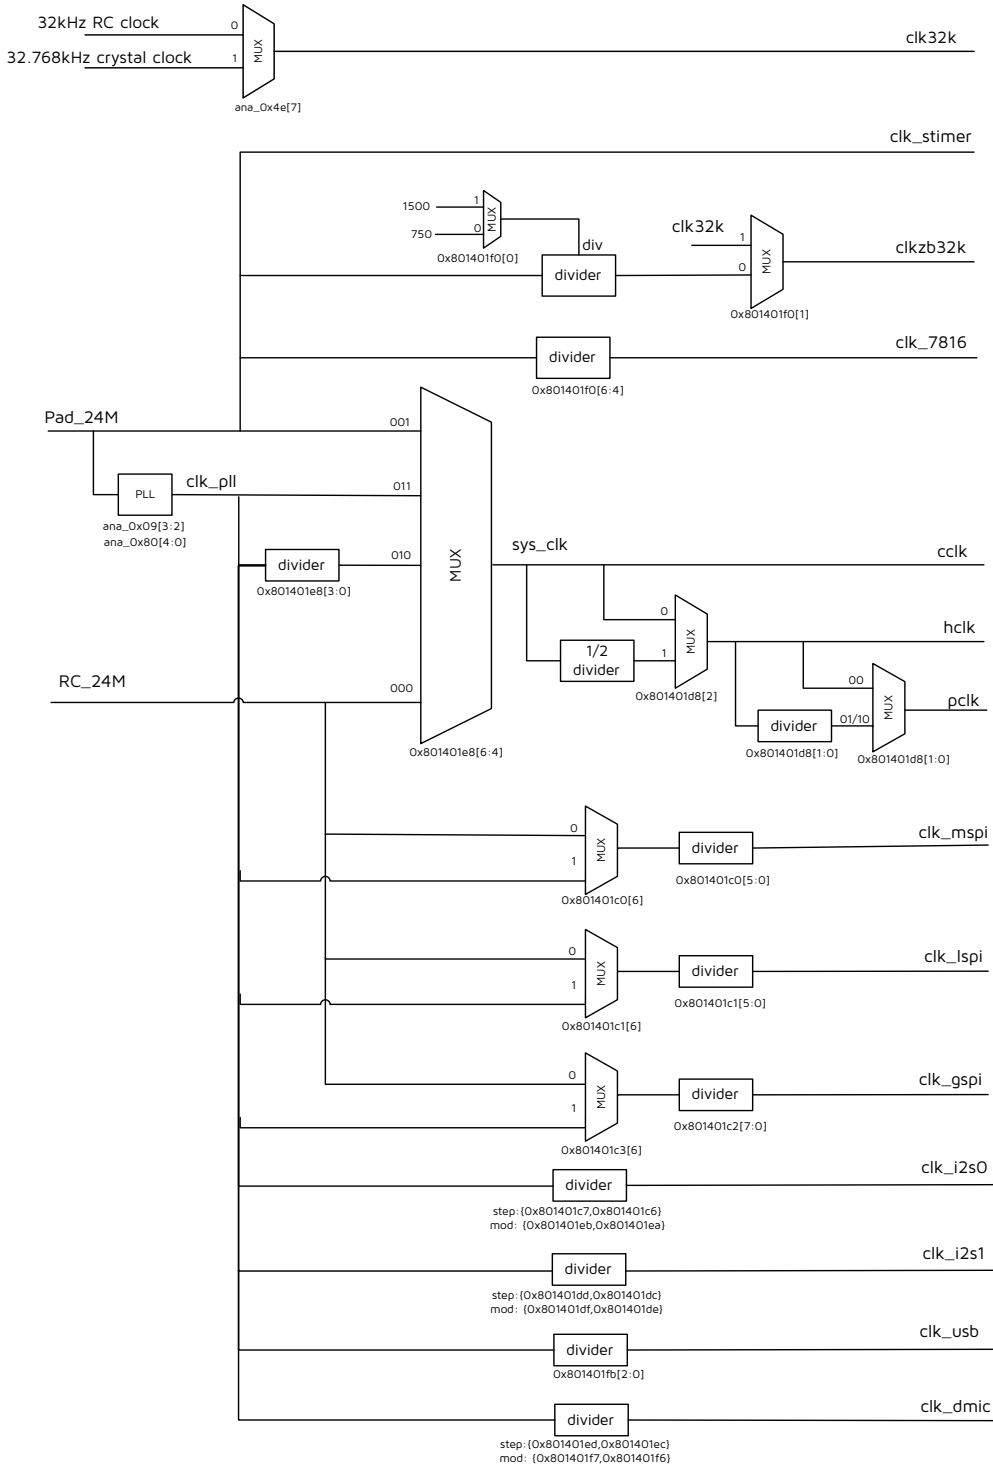 32kHz RC clock
0
32.768kHz crystal clock
1
MUX
clk32k
ana_0x4e[7]
clk_stimer
1500
1
750
0
MUX
0x801401f0[0]
div
divider
clk32k
1
0
MUX
clkzb32k
0x801401f0[1]
clk_7816
divider
0x801401f0[6:4]
Pad_24M
001
PLL
clk_pll
011
ana_0x09[3:2]
ana_0x80[4:0]
divider
010
0x801401e8[3:0]
MUX
sys_clk
cclk
0
1/2
divider
1
MUX
hclk
0x801401d8[2]
RC_24M
000
0x801401e8[6:4]
00
divider
01/10
MUX
pclk
0x801401d8[1:0]
0x801401d8[1:0]
0
1
MUX
divider
clk_mspi
0x801401c0[6]
0x801401c0[5:0]
0
1
MUX
divider
clk_lspi
0x801401c1[6]
0x801401c1[5:0]
0
1
MUX
divider
clk_gspi
0x801401c3[6]
0x801401c2[7:0]
divider
clk_i2s0
step:{0x801401c7,0x801401c6}
mod: {0x801401eb,0x801401ea}
divider
clk_i2s1
step:{0x801401dd,0x801401dc}
mod: {0x801401df,0x801401de}
divider
clk_usb
0x801401fb[2:0]
divider
clk_dmic
step:{0x801401ed,0x801401ec}
mod: {0x801401f7,0x801401f6}